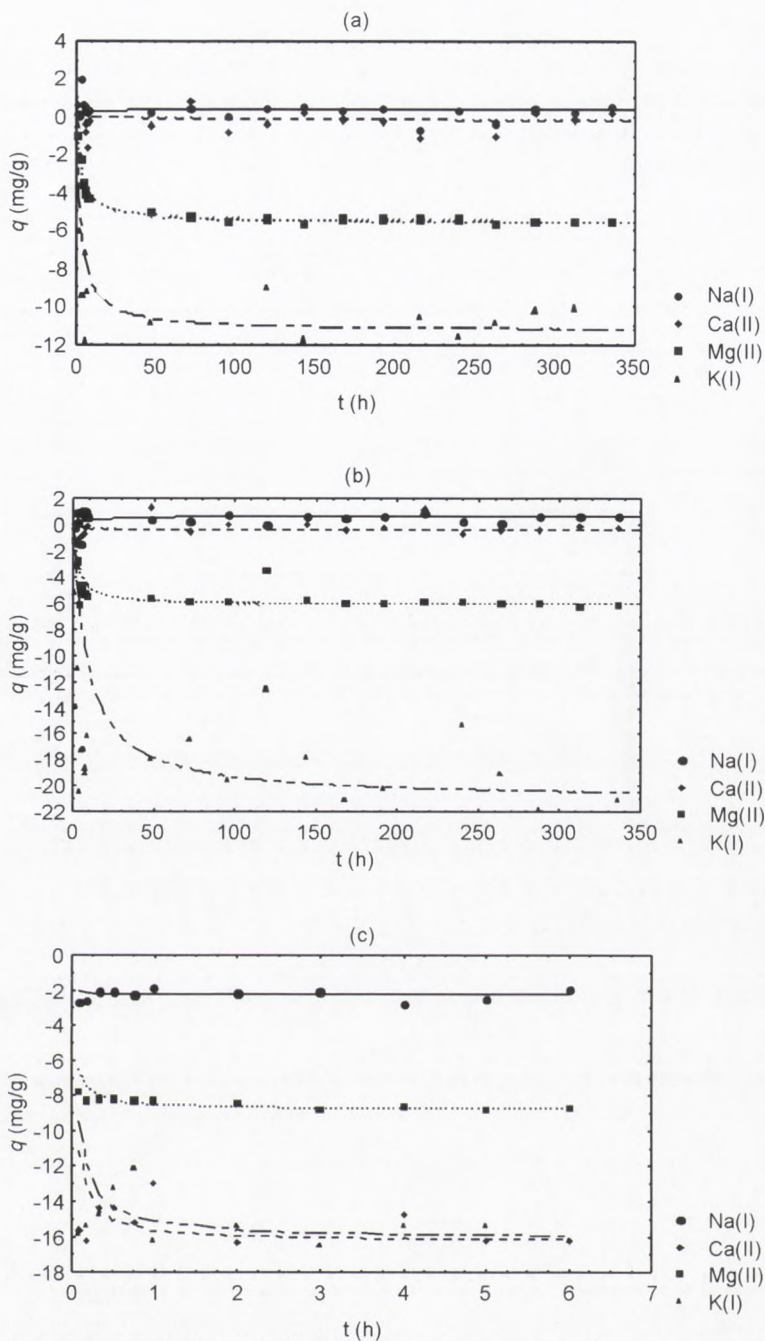 (a)
4
2
0
-2
-4
-6
-8
-10
-12
q (mg/g)
0 50 100 150 200 250 300 350
t (h)
Na(I)
Ca(II)
Mg(II)
K(I)
(b)
2
0
-2
-4
-6
-8
-10
-12
-14
-16
-18
-20
-22
q (mg/g)
0 50 100 150 200 250 300 350
t (h)
Na(I)
Ca(II)
Mg(II)
K(I)
(c)
0
-2
-4
-6
-8
-10
-12
-14
-16
-18
q (mg/g)
0 1 2 3 4 5 6 7
t (h)
Na(I)
Ca(II)
Mg(II)
K(I)